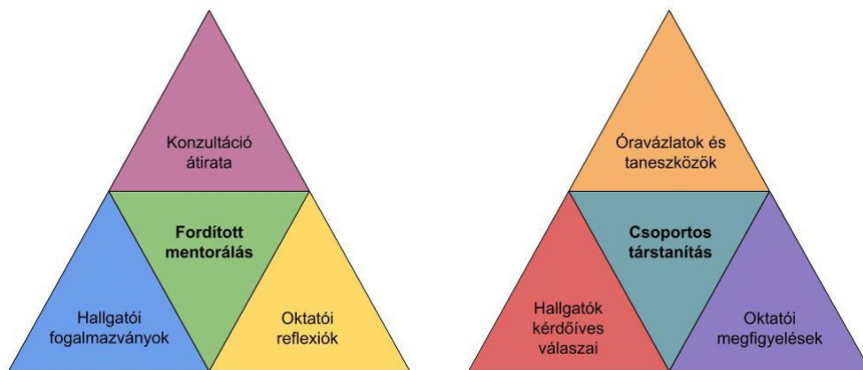 Konzultáció
átirata
Fordított
mentorálás
Hallgatói
fogalmazványok
Oktatói
reflexiók
Óravázlatok és
taneszközök
Csoportos
társtanítás
Hallgatók
kérdőíves
válaszai
Oktatói
megfigyelések